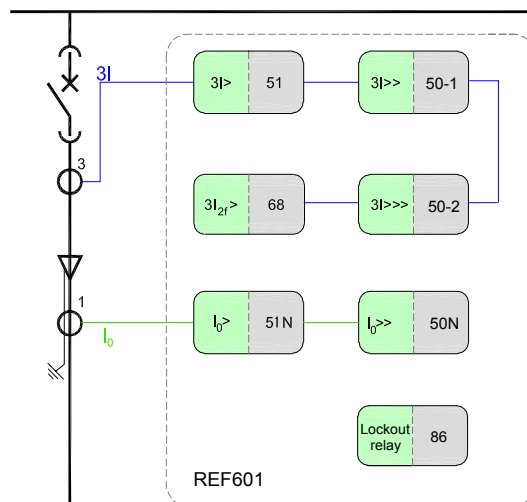 3I
3I>
51
3I>>
50-1
3
3I2f>
68
3I>>>
50-2
1
I0
I0>
51N
I0>>
50N
Lockout
relay
86
REF601